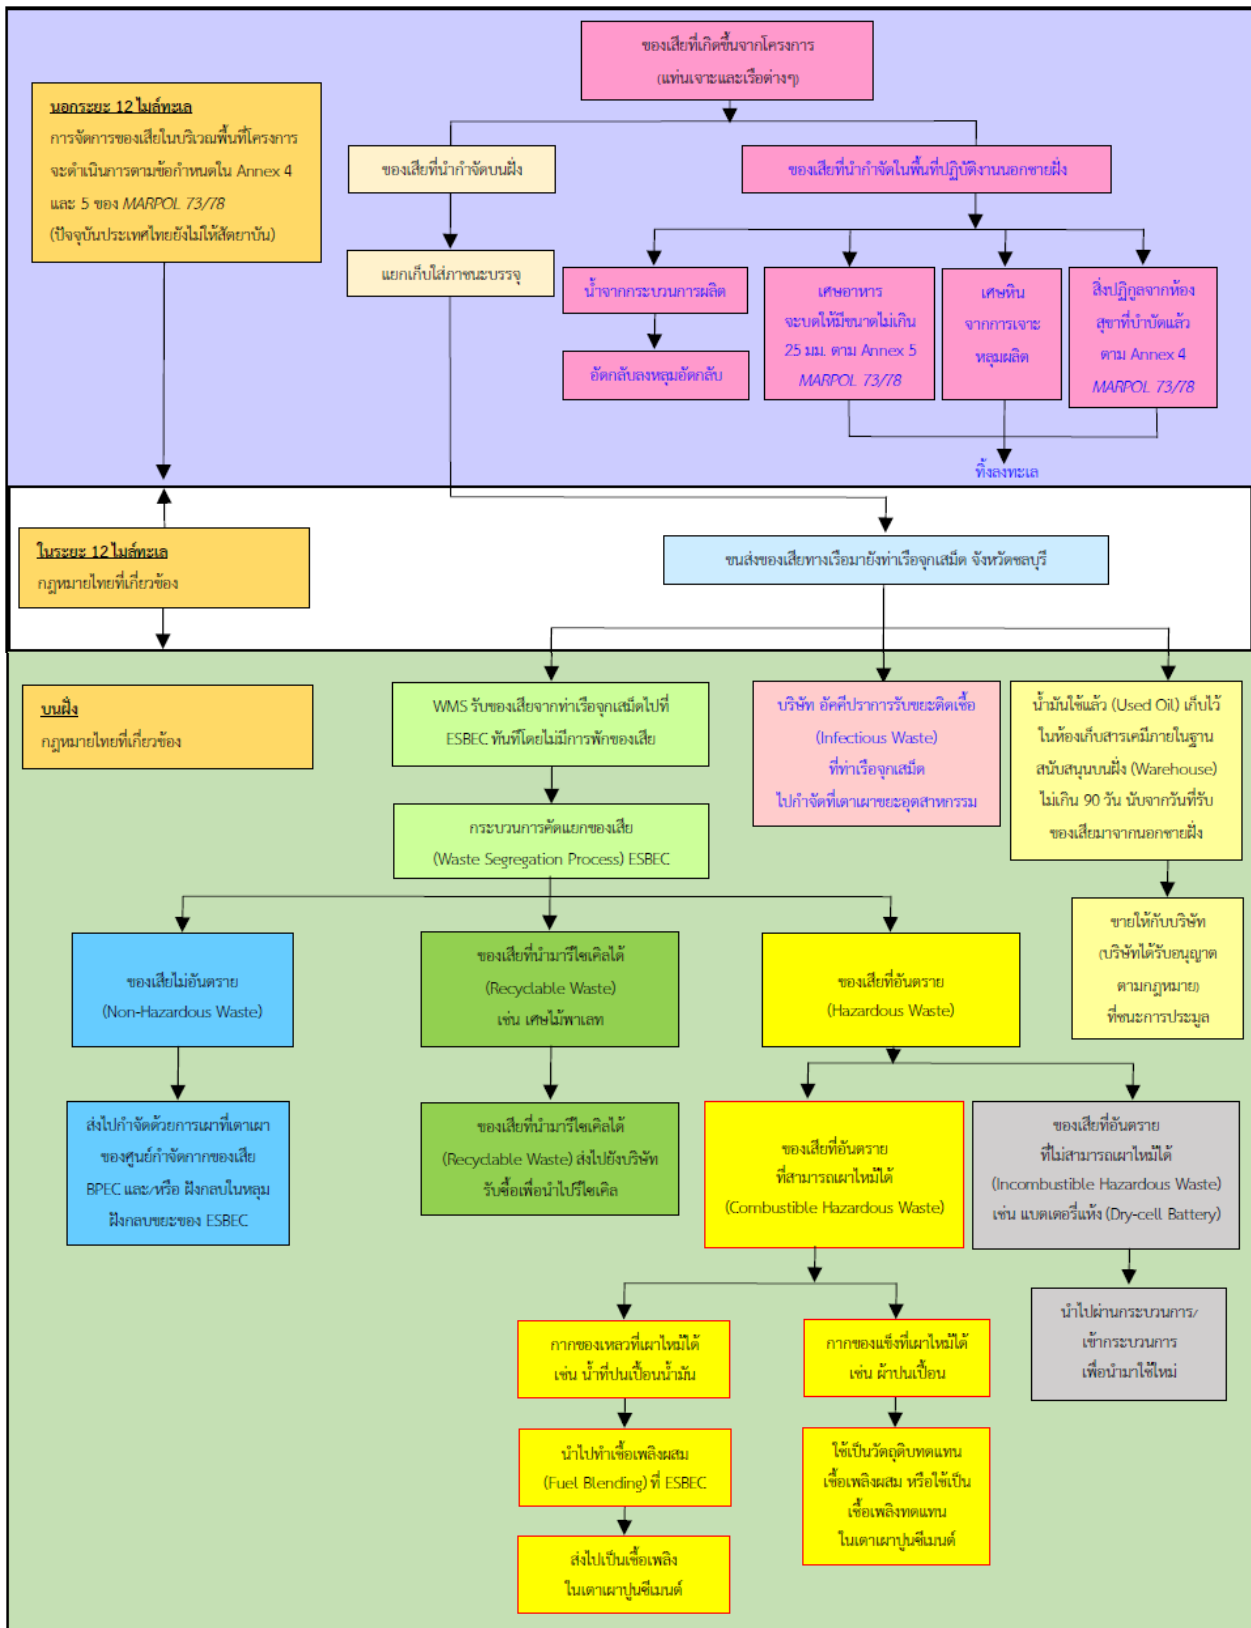 ของเสียที่เกิดขึ้นจากโครงการ
(แท่นเจาะและเรือต่างๆ)
นอกระยะ 12 ไมล์ทะเล
การจัดการของเสียในบริเวณพื้นที่โครงการ
จะดำเนินการตามข้อกำหนดใน Annex 4
และ 5 ของ MARPOL 73/78
(ปัจจุบันประเทศไทยยังไม่ให้สัตยาบัน)
ของเสียที่นำกำจัดบนฝั่ง
ของเสียที่นำกำจัดในพื้นที่ปฏิบัติงานนอกชายฝั่ง
แยกเก็บใส่ภาชนะบรรจุ
น้ำจากกระบวนการผลิต
อัดกลับลงหลุมอัดกลับ
เศษอาหาร
จะบดให้มีขนาดไม่เกิน
25 มม. ตาม Annex 5
MARPOL 73/78
เศษหิน
จากการเจาะ
หลุมผลิต
สิ่งปฏิกูลจากห้อง
สุขาที่บำบัดแล้ว
ตาม Annex 4
MARPOL 73/78
ทิ้งลงทะเล
ในระยะ 12 ไมล์ทะเล
กฎหมายไทยที่เกี่ยวข้อง
ขนส่งของเสียทางเรือมายังท่าเรือจุกเสม็ด จังหวัดชลบุรี
บนฝั่ง
กฎหมายไทยที่เกี่ยวข้อง
WMS รับของเสียจากท่าเรือจุกเสม็ดไปที่
ESBEC ทันทีโดยไม่มีการพักของเสีย
บริษัท อัคคีปราการรับขยะติดเชื้อ
(Infectious Waste)
ที่ท่าเรือจุกเสม็ด
ไปกำจัดที่เตาเผาขยะอุตสาหกรรม
น้ำมันใช้แล้ว (Used Oil) เก็บไว้
ในห้องเก็บสารเคมีภายในฐาน
สนับสนุนบนฝั่ง (Warehouse)
ไม่เกิน 90 วัน นับจากวันที่รับ
ของเสียมาจากนอกชายฝั่ง
กระบวนการคัดแยกของเสีย
(Waste Segregation Process) ESBEC
ของเสียไม่อันตราย
(Non-Hazardous Waste)
ของเสียที่นำมารีไซเคิลได้
(Recyclable Waste)
เช่น เศษไม้พาเลท
ของเสียที่อันตราย
(Hazardous Waste)
ขายให้กับบริษัท
(บริษัทได้รับอนุญาต
ตามกฎหมาย)
ที่ชนะการประมูล
ส่งไปกำจัดด้วยการเผาที่เตาเผา
ของศูนย์กำจัดกากของเสีย
BPEC และ/หรือ ฝังกลบในหลุม
ฝังกลบขยะของ ESBEC
ของเสียที่นำมารีไซเคิลได้
(Recyclable Waste) ส่งไปยังบริษัท
รับซื้อเพื่อนำไปรีไซเคิล
ของเสียที่อันตราย
ที่สามารถเผาไหม้ได้
(Combustible Hazardous Waste)
ของเสียที่อันตราย
ที่ไม่สามารถเผาไหม้ได้
(Incombustible Hazardous Waste)
เช่น แบตเตอรี่แห้ง (Dry-cell Battery)
กากของเหลวที่เผาไหม้ได้
เช่น น้ำที่ปนเปื้อนน้ำมัน
กากของแข็งที่เผาไหม้ได้
เช่น ผ้าปนเปื้อน
นำไปผ่านกระบวนการ/
เข้ากระบวนการ
เพื่อนำมาใช้ใหม่
นำไปทำเชื้อเพลิงผสม
(Fuel Blending) ที่ ESBEC
ใช้เป็นวัตถุดิบทดแทน
เชื้อเพลิงผสม หรือใช้เป็น
เชื้อเพลิงทดแทน
ในเตาเผาปูนซีเมนต์
ส่งไปเป็นเชื้อเพลิง
ในเตาเผาปูนซีเมนต์